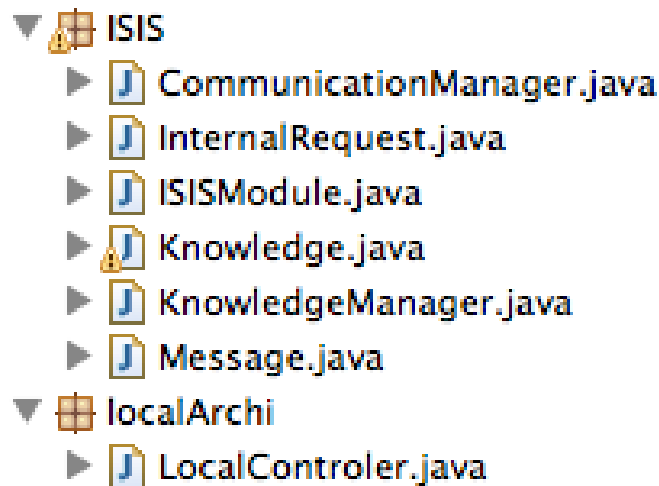 ISIS
CommunicationManager.java
InternalRequest.java
ISISModule.java
Knowledge.java
KnowledgeManager.java
Message.java
localArchi
LocalControler.java